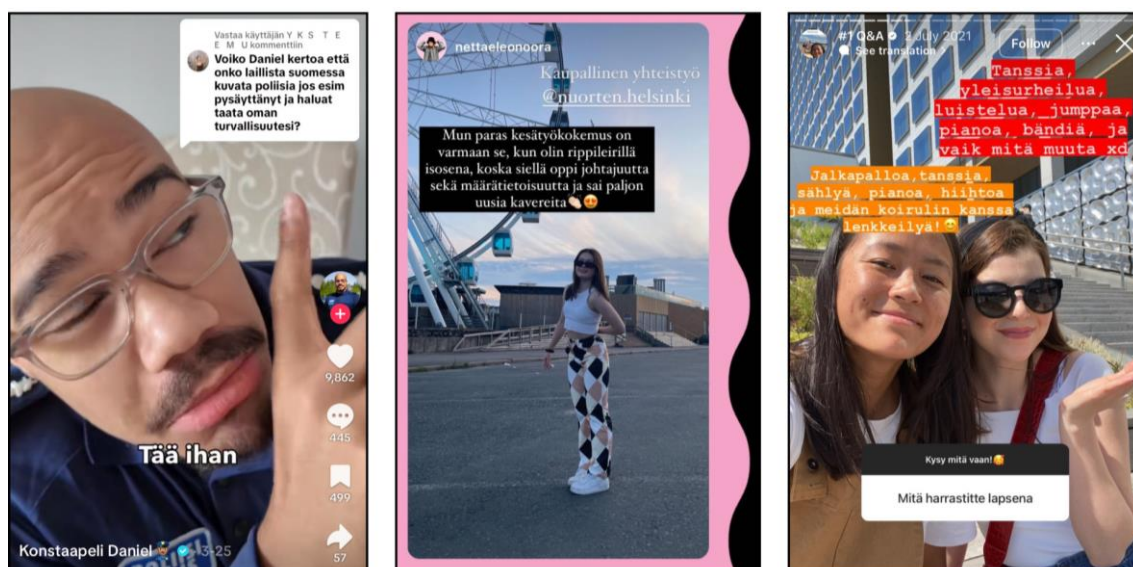 Vastaa käyttäjän Y K S T E
E M U kommenttiin
Voiko Daniel kertoa että
onko laillista suomessa
kuvata poliisia jos esim
pysäyttänyt ja haluat
taata oman
turvallisuutesi?
9,862
445
499
57
Tää ihan
Konstaapeli Daniel 3-25
nettaeleonoora
Kaupallinen yhteistyö
@nuorten.helsinki
Mun paras kesätyökokemus on
varmaan se, kun olin rippileirillä
isosena, koska siellä oppi johtajuutta
sekä määrätietoisuutta ja sai paljon
uusia kavereita👏🏻😍
#1 Q&A 2 July 2021
Follow
See translation >
Tanssia,
yleisurheilua,
luistelua, jumppaa,
pianoa, bändiä, ja
vaik mitä muuta xd
Jalkapalloa,tanssia,
sählyä, pianoa, hiihtoa
ja meidän koirulin kanssa
lenkkeilyä!😊
Kysy mitä vaan!🥰
Mitä harrastitte lapsena